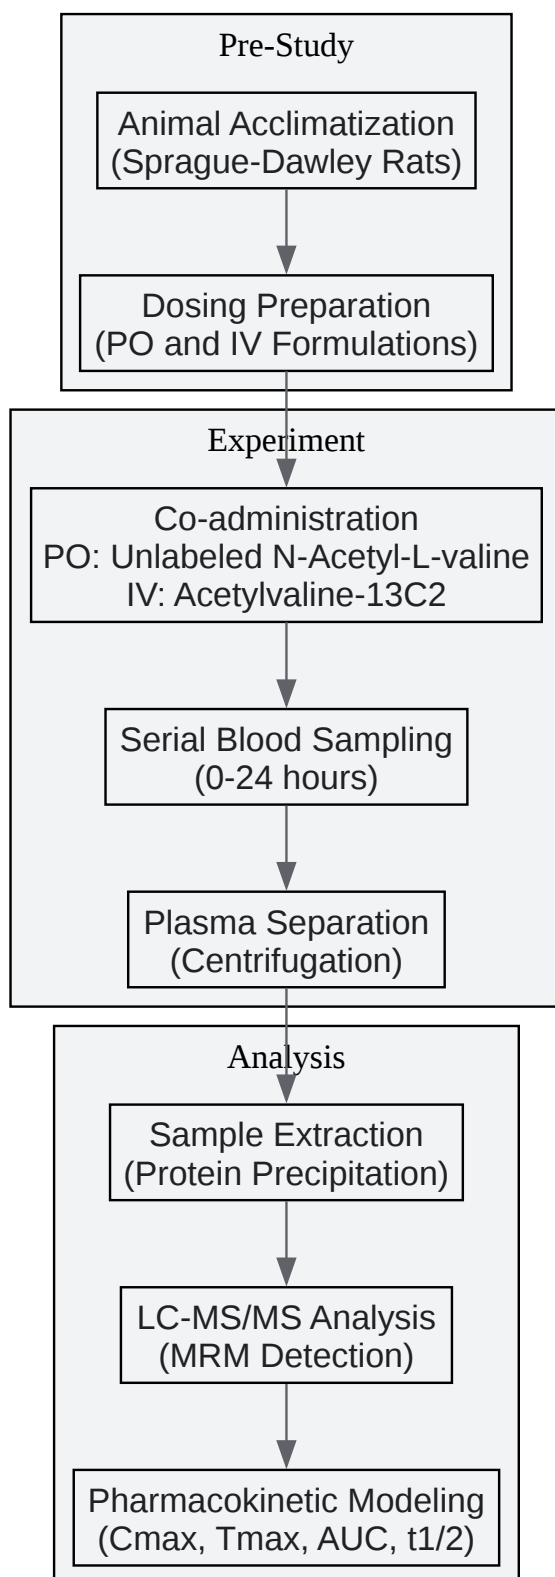 Pre-Study
Animal Acclimatization
(Sprague-Dawley Rats)
Dosing Preparation
(PO and IV Formulations)
Experiment
Co-administration
PO: Unlabeled N-Acetyl-L-valine
IV: Acetylvaline-13C2
Serial Blood Sampling
(0-24 hours)
Plasma Separation
(Centrifugation)
Analysis
Sample Extraction
(Protein Precipitation)
LC-MS/MS Analysis
(MRM Detection)
Pharmacokinetic Modeling
(Cmax, Tmax, AUC, t1/2)